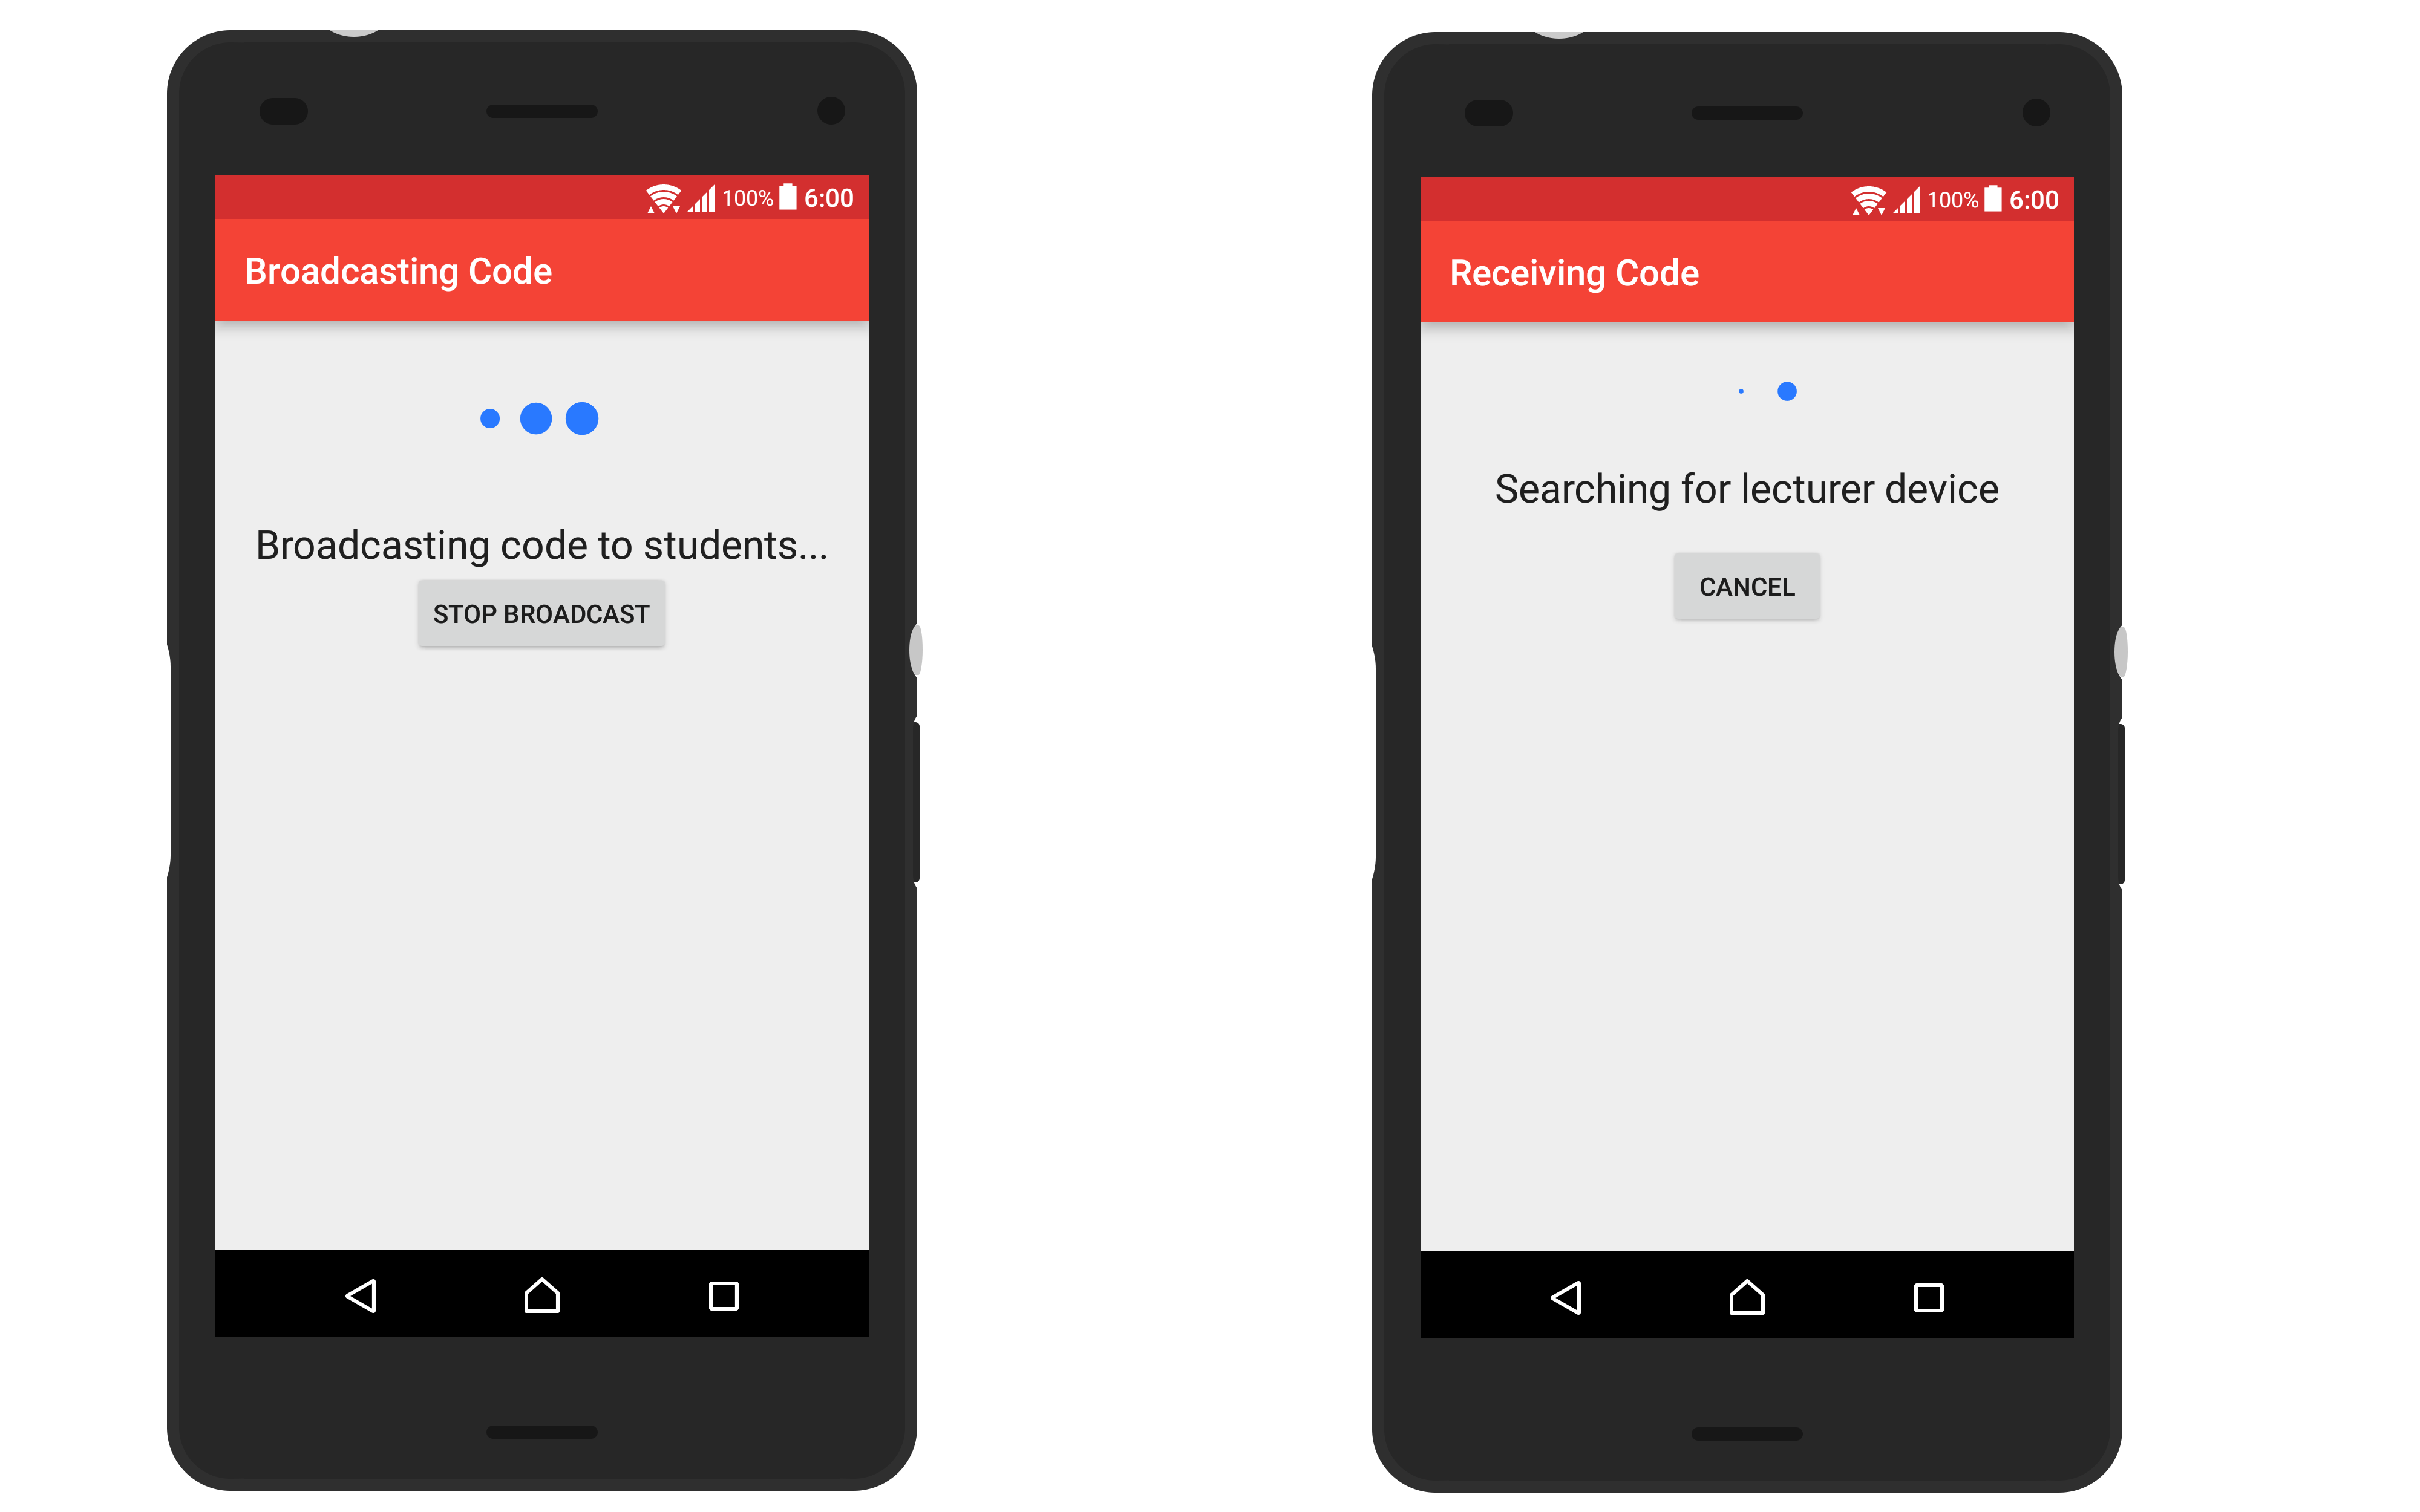 100% 6:00
Broadcasting Code
Broadcasting code to students...
STOP BROADCAST
100% 6:00
Receiving Code
Searching for lecturer device
CANCEL